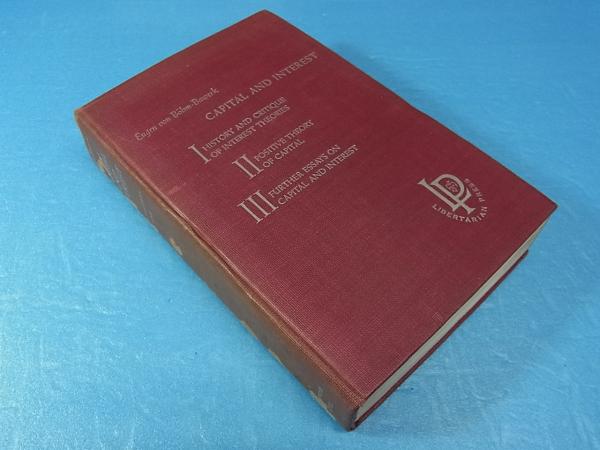 Eugen von Böhm-Bawerk
CAPITAL AND INTEREST
I HISTORY AND CRITIQUE
OF INTEREST THEORIES
II POSITIVE THEORY
OF CAPITAL
III FURTHER ESSAYS ON
CAPITAL AND INTEREST
LP
LIBERTARIAN PRESS